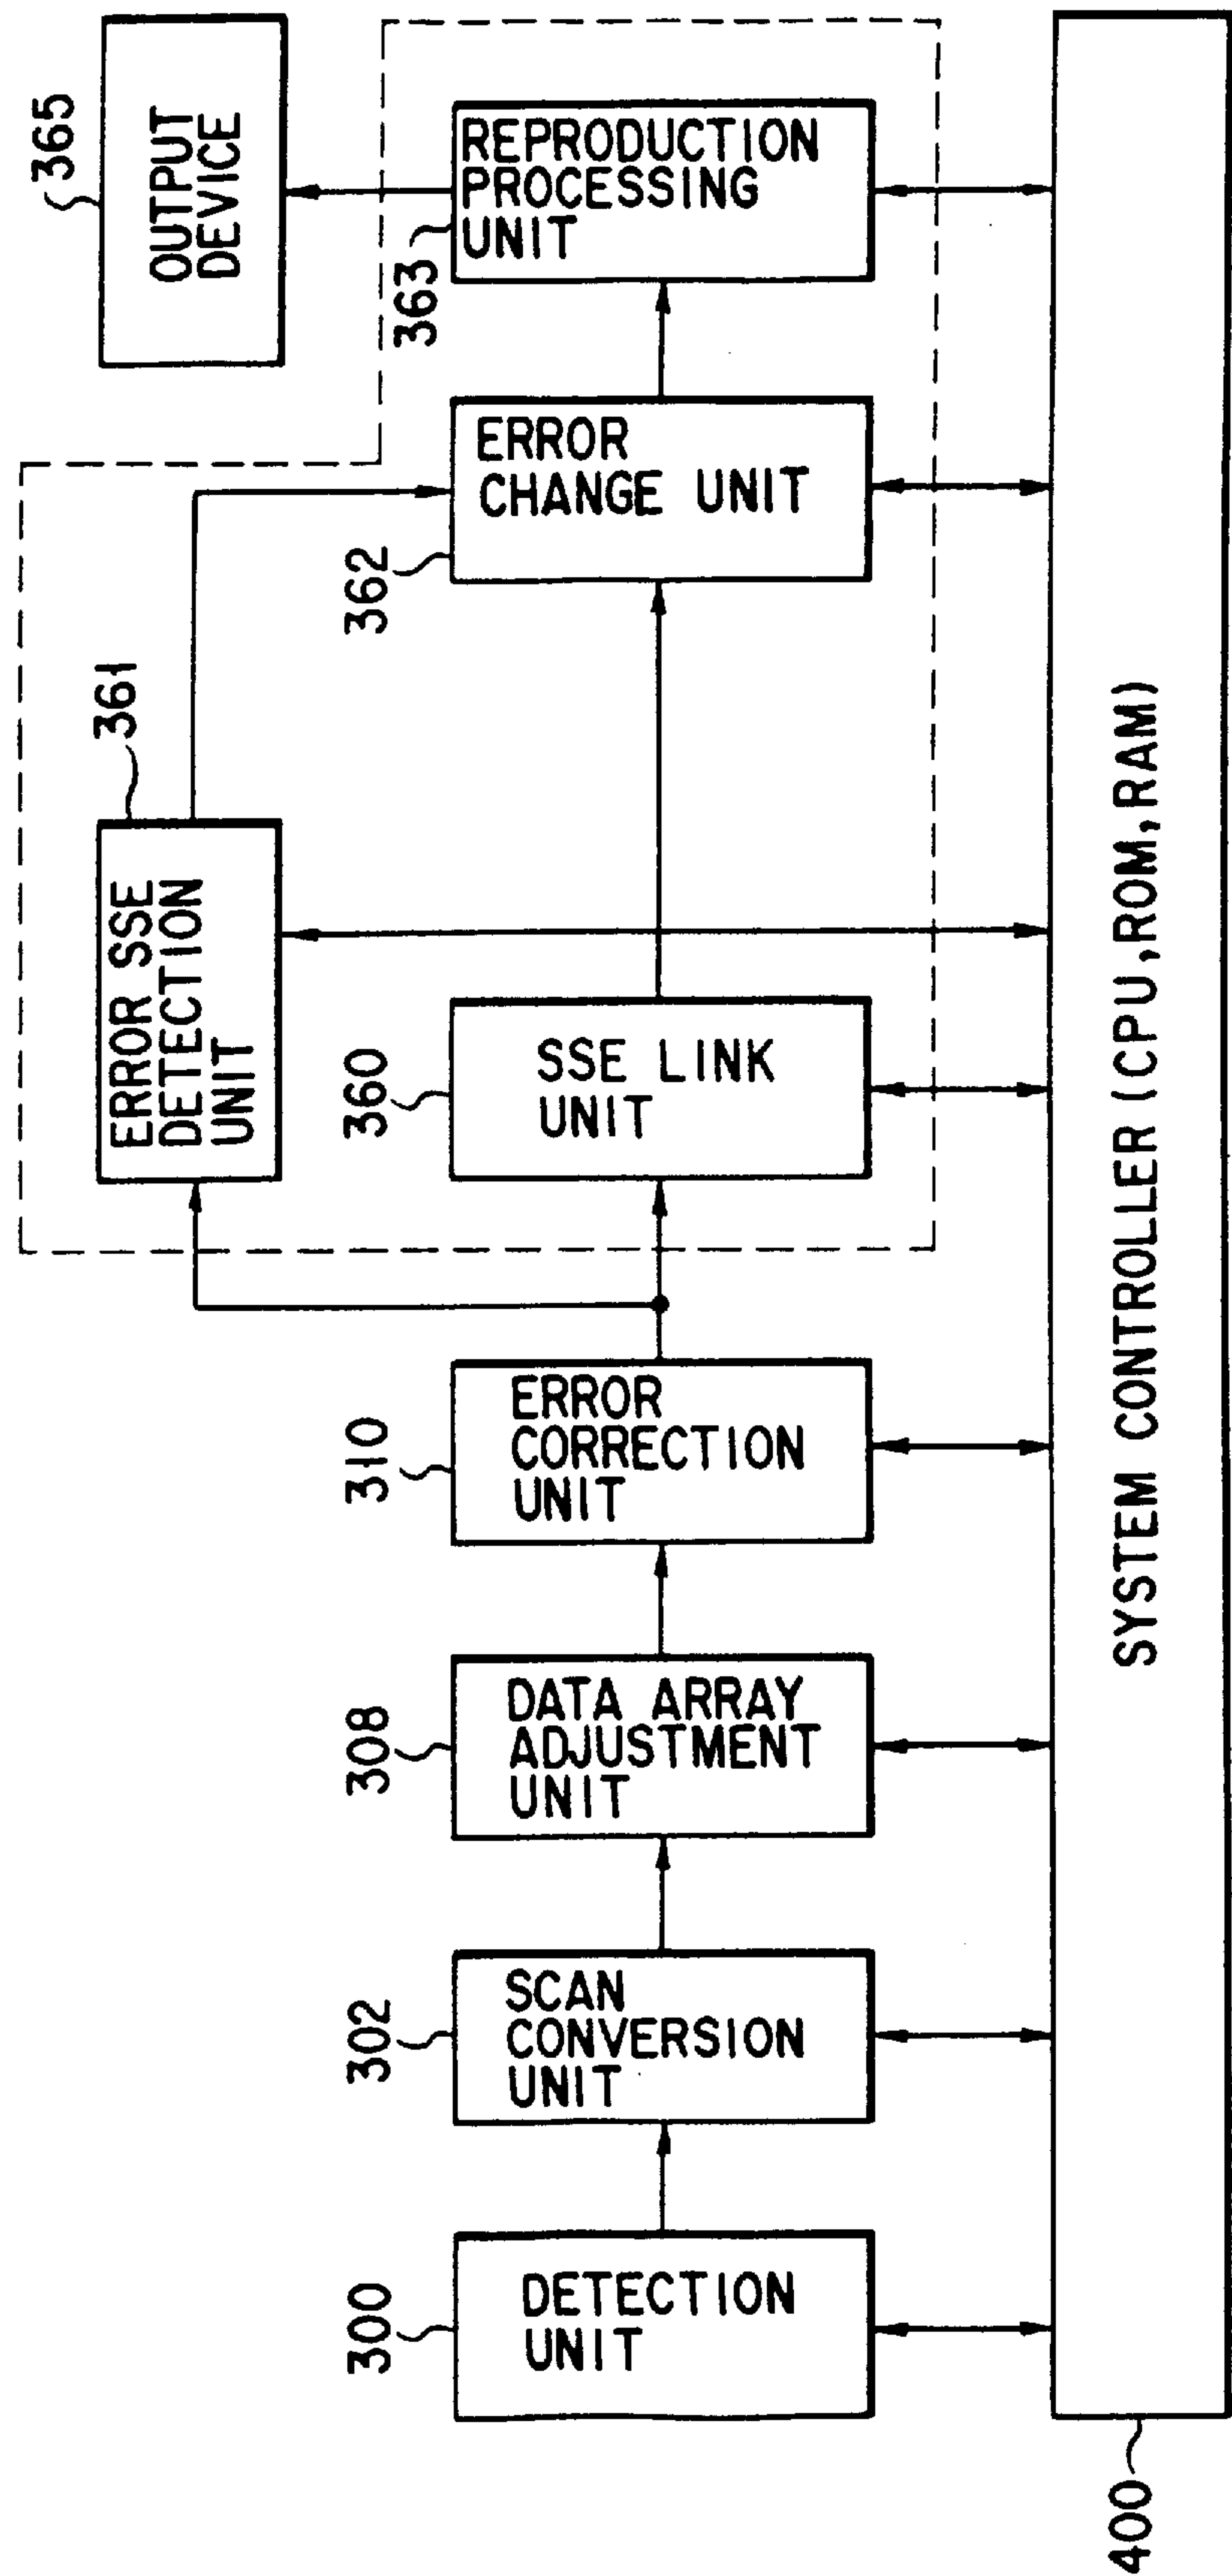 365
OUTPUT
DEVICE
361
ERROR SSE
DETECTION
UNIT
300
DETECTION
UNIT
302
SCAN
CONVERSION
UNIT
308
DATA ARRAY
ADJUSTMENT
UNIT
310
ERROR
CORRECTION
UNIT
360
SSE LINK
UNIT
362
ERROR
CHANGE UNIT
363
REPRODUCTION
PROCESSING
UNIT
400
SYSTEM CONTROLLER (CPU,ROM,RAM)